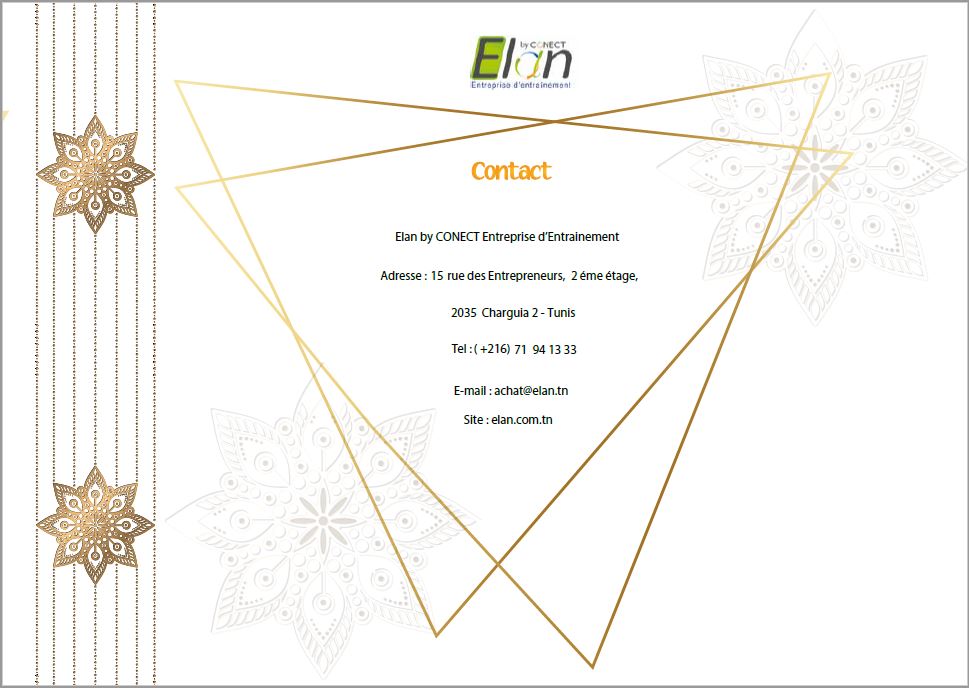 Elan by CONECT
Entreprise d'entrainement
Contact
Elan by CONECT Entreprise d'Entrainement
Adresse : 15 rue des Entrepreneurs, 2 éme étage,
2035 Charguia 2 - Tunis
Tel : ( +216) 71 94 13 33
E-mail : achat@elan.tn
Site : elan.com.tn